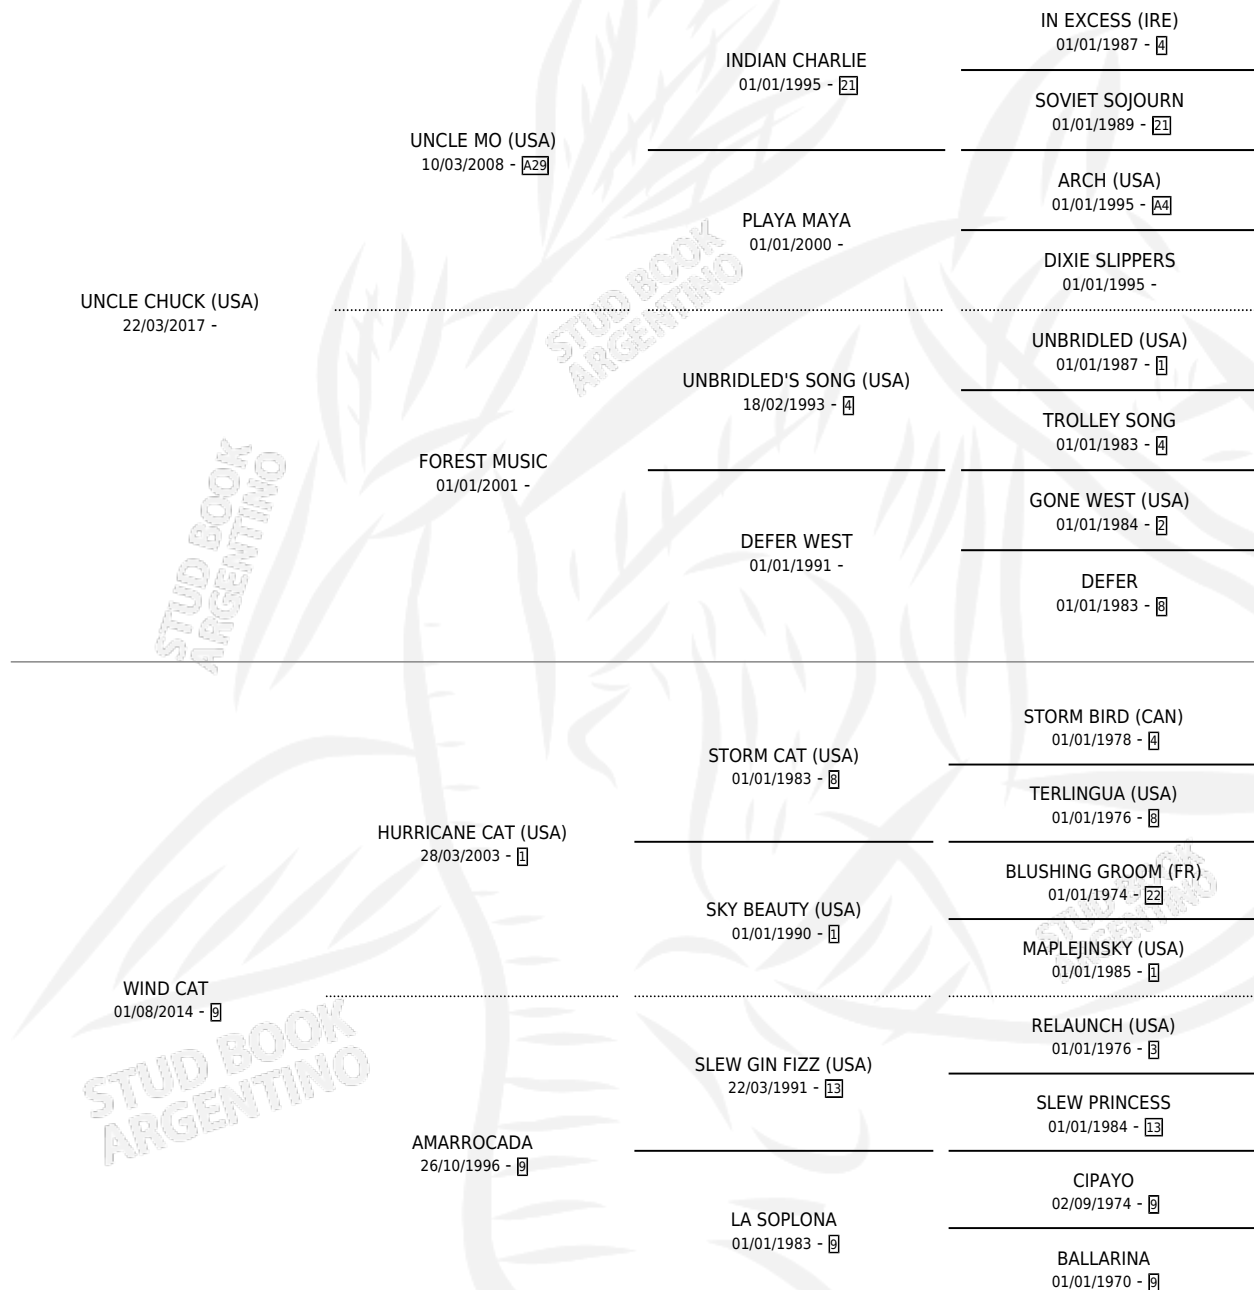 IN EXCESS (IRE)
01/01/1987 - 4
INDIAN CHARLIE
01/01/1995 - 21
SOVIET SOJOURN
01/01/1989 - 21
UNCLE MO (USA)
10/03/2008 - A29
ARCH (USA)
01/01/1995 - A4
PLAYA MAYA
01/01/2000 -
DIXIE SLIPPERS
01/01/1995 -
UNCLE CHUCK (USA)
22/03/2017 -
UNBRIDLED (USA)
01/01/1987 - 1
UNBRIDLED'S SONG (USA)
18/02/1993 - 4
TROLLEY SONG
01/01/1983 - 4
FOREST MUSIC
01/01/2001 -
GONE WEST (USA)
01/01/1984 - 2
DEFER WEST
01/01/1991 -
DEFER
01/01/1983 - 8
STORM BIRD (CAN)
01/01/1978 - 4
STORM CAT (USA)
01/01/1983 - 8
TERLINGUA (USA)
01/01/1976 - 8
HURRICANE CAT (USA)
28/03/2003 - 1
BLUSHING GROOM (FR)
01/01/1974 - 22
SKY BEAUTY (USA)
01/01/1990 - 1
MAPLEJINSKY (USA)
01/01/1985 - 1
WIND CAT
01/08/2014 - 9
RELAUNCH (USA)
01/01/1976 - 3
SLEW GIN FIZZ (USA)
22/03/1991 - 13
SLEW PRINCESS
01/01/1984 - 13
AMARROCADA
26/10/1996 - 9
CIPAYO
02/09/1974 - 9
LA SOPLONA
01/01/1983 - 9
BALLARINA
01/01/1970 - 9
STUD BOOK
ARGENTINO
STUD BOOK
ARGENTINO
STUD BOOK
ARGENTINO
STUD BOOK
ARGENTINO